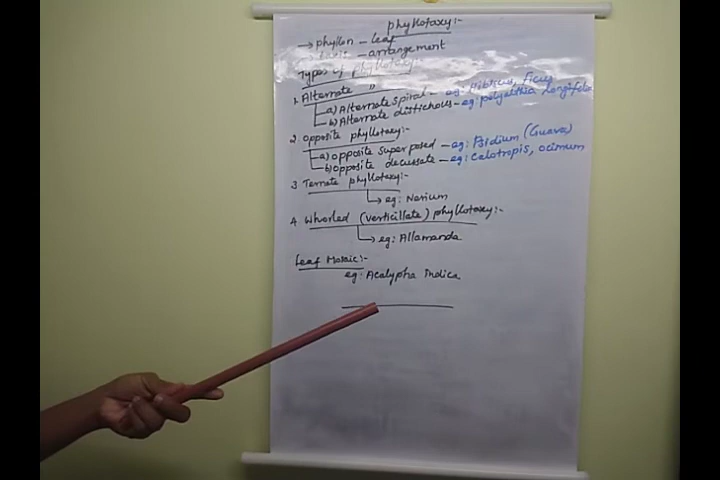 phyllotaxy:-
→ phyllon - leaf
- arrangement
Types of phyllotaxy
1. Alternate "
a) Alternate spiral - eg: Hibiscus, ficus
b) Alternate distichous - eg: polyalthia longifolia
2. opposite phyllotaxy:-
a) opposite superposed - eg: Psidium (Guava)
b) opposite decussate - eg: calotropis, ocimum
3 Ternate phyllotaxy:-
→ eg: Nerium
4. Whorled (verticillate) phyllotaxy:-
→ eg: Allamanda
Leaf Mosaic:-
eg: Acalypha indica